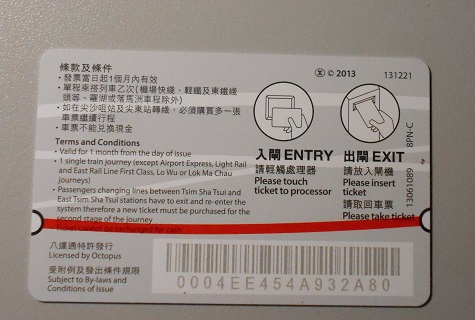 條款及條件
·發票當日起1個月內有效
·單程乘搭列車乙次(機場快綫、輕鐵及東鐵綫
頭等、羅湖或落馬洲車程除外)
·如在尖沙咀站及尖東站轉綫，必須購買多一張
車票繼續行程
·車票不能兌換現金
Terms and Conditions
· Valid for 1 month from the day of issue
· 1 single train journey (except Airport Express, Light Rail
and East Rail Line First Class, Lo Wu or Lok Ma Chau
journeys)
· Passengers changing lines between Tsim Sha Tsui and
East Tsim Sha Tsui stations have to exit and re-enter the
system therefore a new ticket must be purchased for the
second stage of the journey
· Ticket cannot be exchanged for cash
八達通特許發行
Licensed by Octopus
受附例及發出條件規限
Subject to By-laws and
Conditions of Issue
© 2013
131221
入閘 ENTRY
請輕觸處理器
Please touch
ticket to processor
出閘 EXIT
請放入閘機
Please insert
ticket
請取回車票
Please take ticket
13061089
8PN-C
0004EE454A932A80